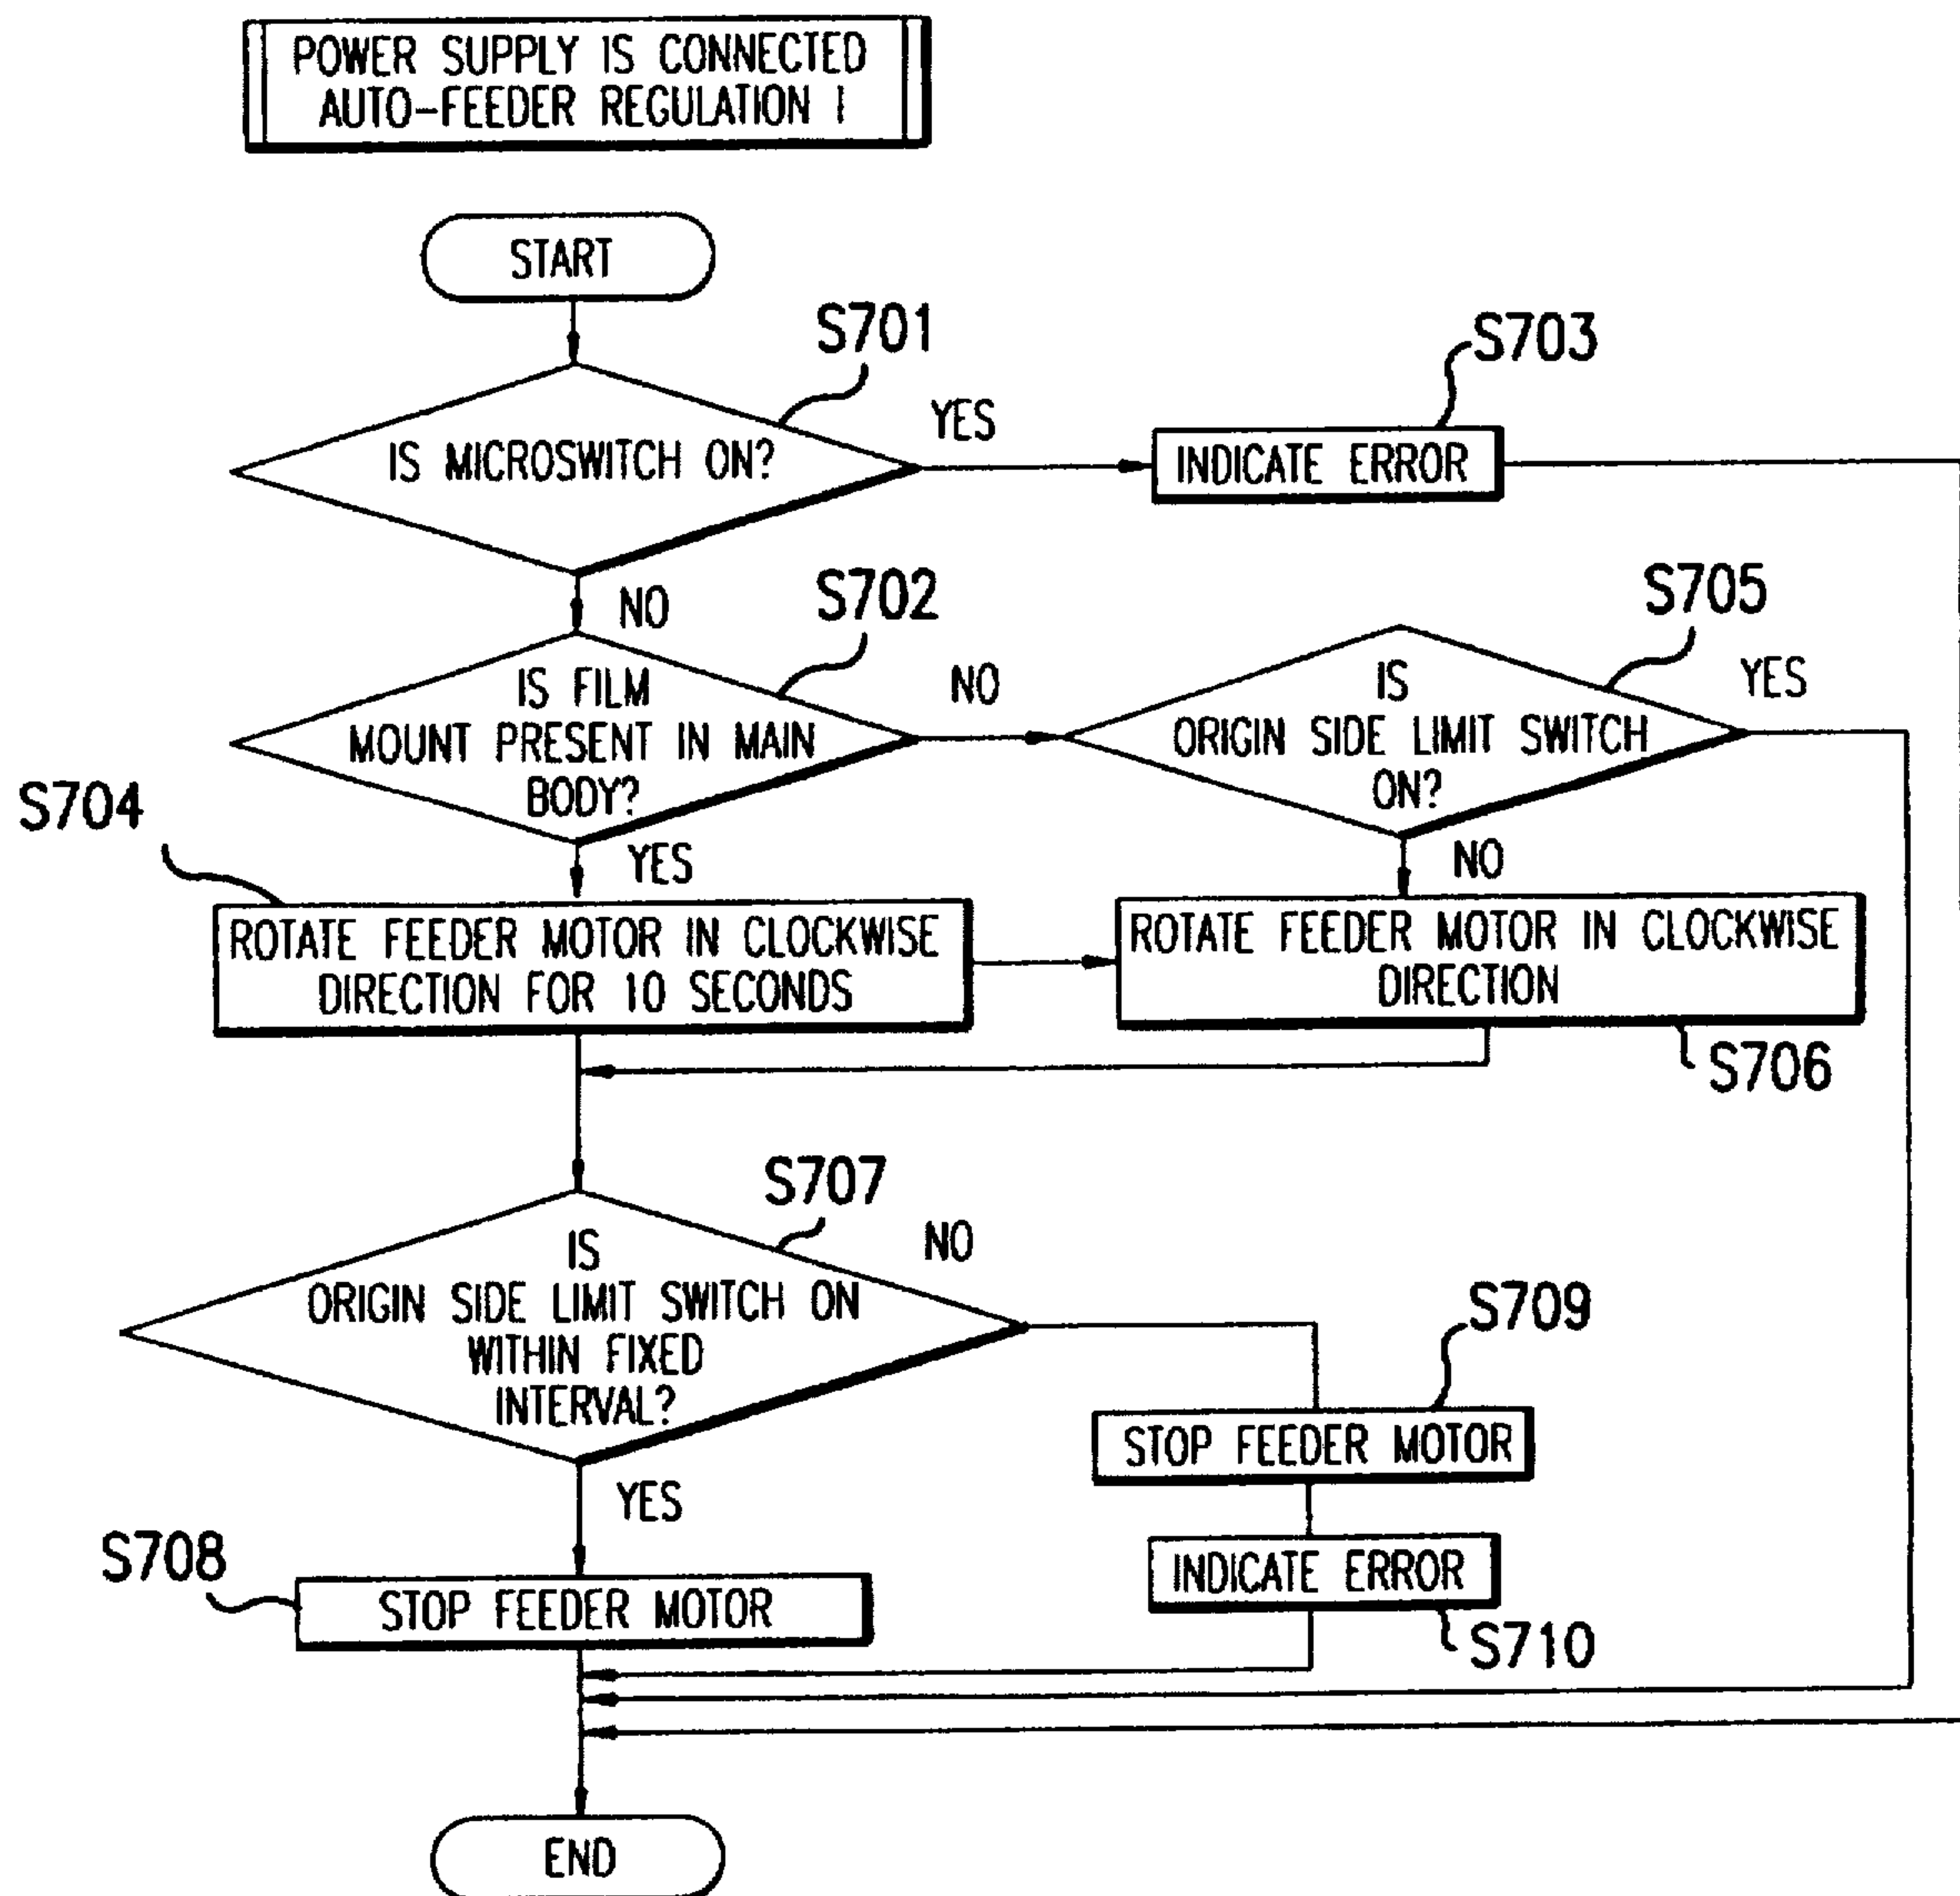 POWER SUPPLY IS CONNECTED
AUTO-FEEDER REGULATION I
START
S701
IS MICROSWITCH ON?
YES
S703
INDICATE ERROR
NO
S702
IS FILM
MOUNT PRESENT IN MAIN
BODY?
NO
S705
IS
ORIGIN SIDE LIMIT SWITCH
ON?
YES
S704
YES
NO
ROTATE FEEDER MOTOR IN CLOCKWISE
DIRECTION FOR 10 SECONDS
ROTATE FEEDER MOTOR IN CLOCKWISE
DIRECTION
S706
S707
IS
ORIGIN SIDE LIMIT SWITCH ON
WITHIN FIXED
INTERVAL?
NO
S709
STOP FEEDER MOTOR
YES
S708
STOP FEEDER MOTOR
INDICATE ERROR
S710
END